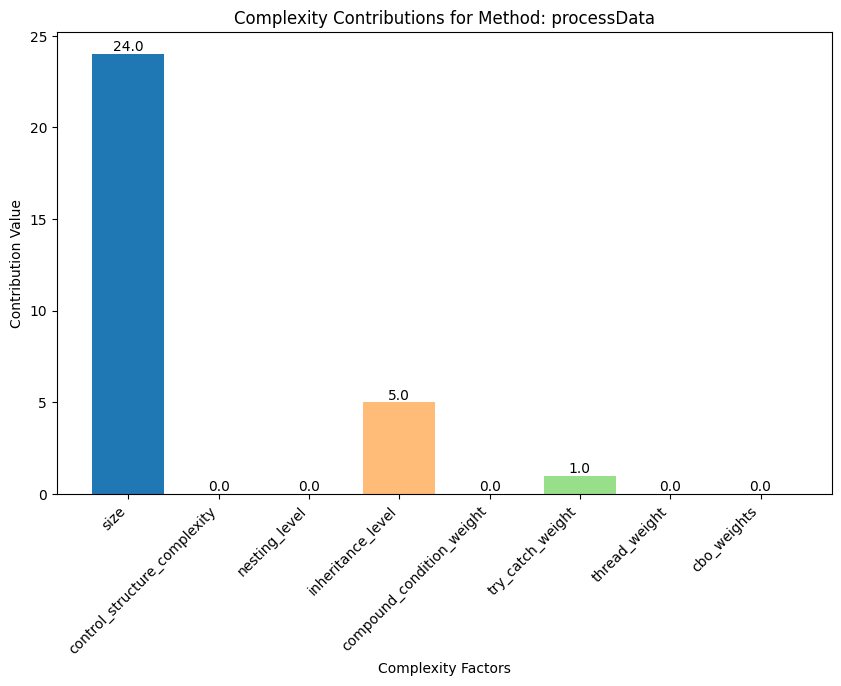 Complexity Contributions for Method: processData
Contribution Value
25
20
15
10
5
0
24.0
0.0
0.0
5.0
0.0
1.0
0.0
0.0
size
control_structure_complexity
nesting_level
inheritance_level
compound_condition_weight
try_catch_weight
thread_weight
cbo_weights
Complexity Factors